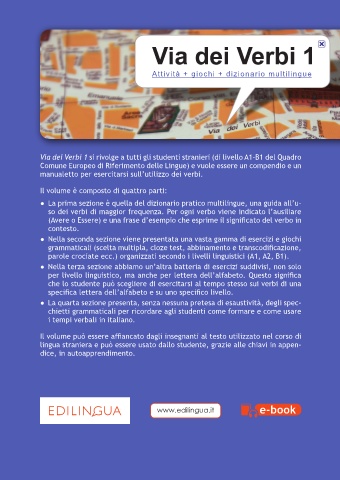 Via dei Verbi 1
Attività + giochi + dizionario multilingue
Via dei Verbi 1 si rivolge a tutti gli studenti stranieri (di livello A1-B1 del Quadro
Comune Europeo di Riferimento delle Lingue) e vuole essere un compendio e un
manualetto per esercitarsi sull'utilizzo dei verbi.
Il volume è composto di quattro parti:
● La prima sezione è quella del dizionario pratico multilingue, una guida all'u-
so dei verbi di maggior frequenza. Per ogni verbo viene indicato l'ausiliare
(Avere o Essere) e una frase d'esempio che esprime il significato del verbo in
contesto.
● Nella seconda sezione viene presentata una vasta gamma di esercizi e giochi
grammaticali (scelta multipla, cloze test, abbinamento e transcodificazione,
parole crociate ecc.) organizzati secondo i livelli linguistici (A1, A2, B1).
● Nella terza sezione abbiamo un'altra batteria di esercizi suddivisi, non solo
per livello linguistico, ma anche per lettera dell'alfabeto. Questo significa
che lo studente può scegliere di esercitarsi al tempo stesso sui verbi di una
specifica lettera dell'alfabeto e su uno specifico livello.
● La quarta sezione presenta, senza nessuna pretesa di esaustività, degli spec-
chietti grammaticali per ricordare agli studenti come formare e come usare
i tempi verbali in italiano.
Il volume può essere affiancato dagli insegnanti al testo utilizzato nel corso di
lingua straniera e può essere usato dallo studente, grazie alle chiavi in appen-
dice, in autoapprendimento.
EDILINGUA
www.edilingua.it
e-book